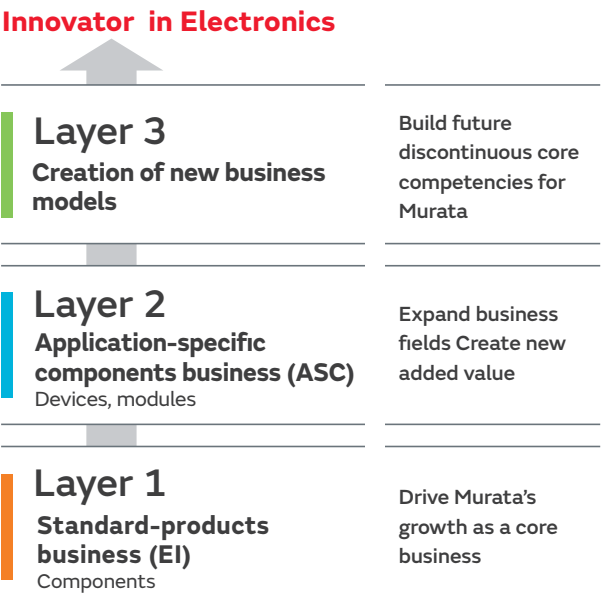 Innovator in Electronics
Layer 3
Creation of new business
models
Build future
discontinuous core
competencies for
Murata
Layer 2
Application-specific
components business (ASC)
Devices, modules
Expand business
fields Create new
added value
Layer 1
Standard-products
business (EI)
Components
Drive Murata’s
growth as a core
business